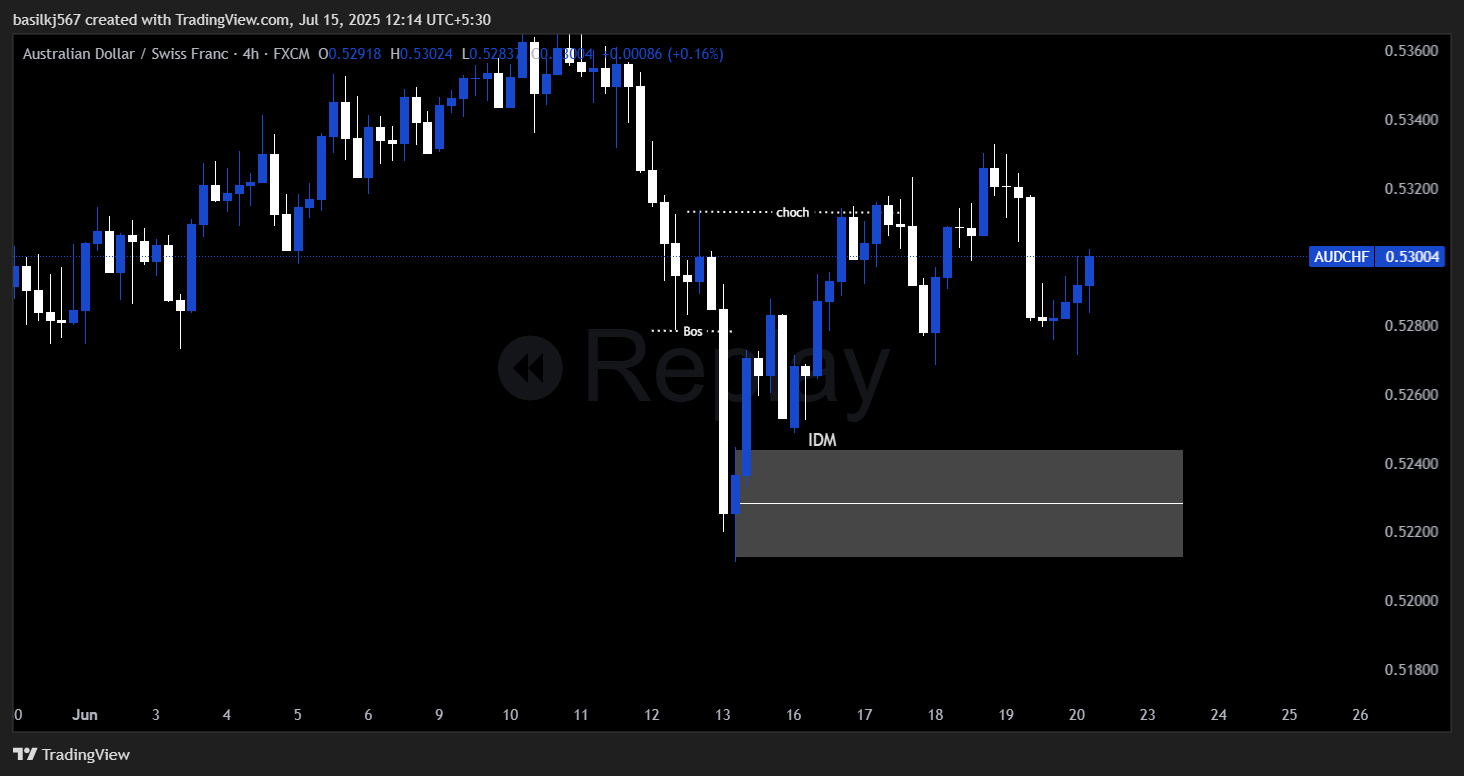 basilkj567 created with TradingView.com, Jul 15, 2025 12:14 UTC+5:30
Australian Dollar / Swiss Franc · 4h · FXCM O0.52918 H0.53024 L0.52837 C0.53004 +0.00086 (+0.16%)
0.53600
0.53400
0.53200
choch
AUDCHF 0.53004
0.52800
Bos
Replay
0.52600
IDM
0.52400
0.52200
0.52000
0.51800
0 Jun 3 4 5 6 9 10 11 12 13 16 17 18 19 20 23 24 25 26
TradingView